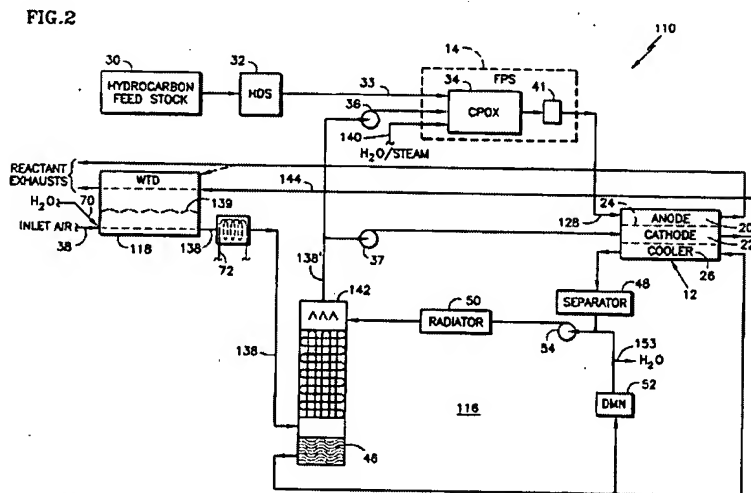 FIG.2
110
30
HYDROCARBON
FEED STOCK
32
HDS
33
14
34
FPS
CPOX
41
36
140
H2O/STEAM
REACTANT
EXHAUSTS
H2O
70
INLET AIR
38
WTD
139
118
138
72
144
138'
37
128
24
ANODE
20
CATHODE
22
COOLER
26
12
142
50
RADIATOR
SEPARATOR
48
54
153
H2O
DMN
52
138
116
48